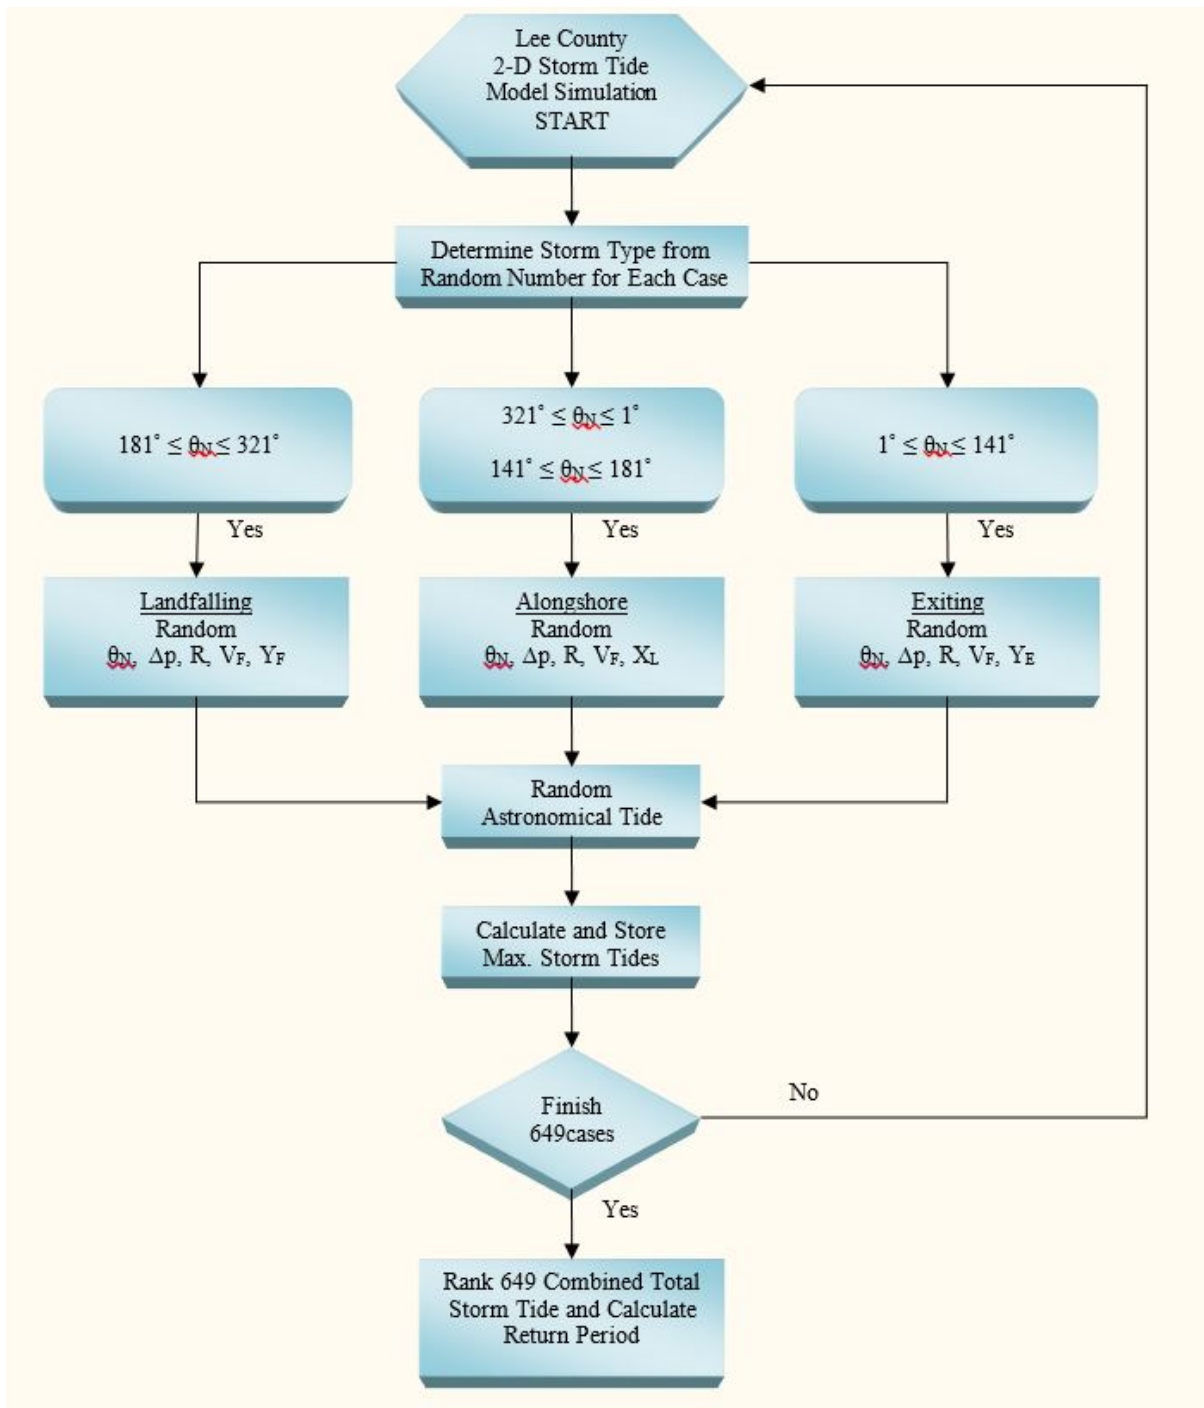 Lee County
2-D Storm Tide
Model Simulation
START
Determine Storm Type from
Random Number for Each Case
181° ≤ θN ≤ 321°
321° ≤ θN ≤ 1°
141° ≤ θN ≤ 181°
1° ≤ θN ≤ 141°
Yes
Yes
Yes
Landfalling
Random
θN, Δp, R, VF, YF
Alongshore
Random
θN, Δp, R, VF, XL
Exiting
Random
θN, Δp, R, VF, YE
Random
Astronomical Tide
Calculate and Store
Max. Storm Tides
Finish
649cases
No
Yes
Rank 649 Combined Total
Storm Tide and Calculate
Return Period